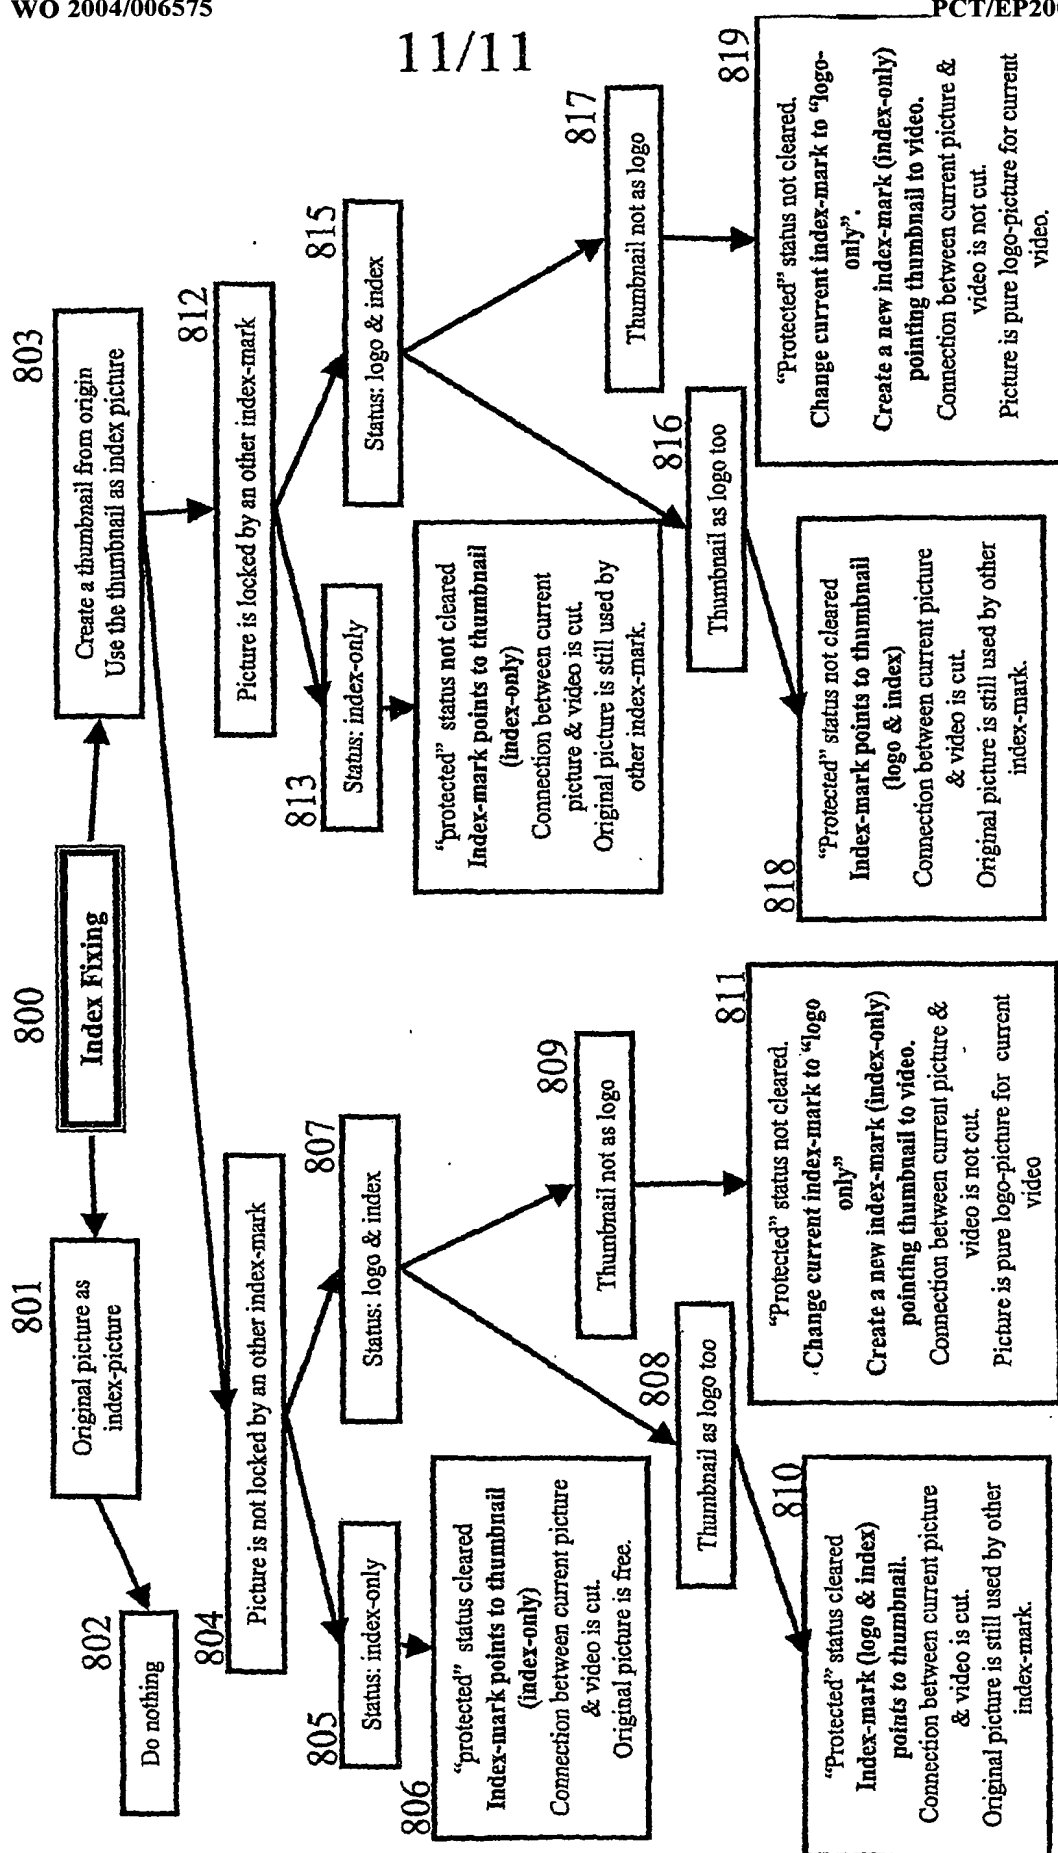 WO 2004/006575
PCT/EP200
11/11
800
Index Fixing
801
Original picture as
index-picture
802
Do nothing
803
Create a thumbnail from origin
Use the thumbnail as index picture
804
Picture is not locked by an other index-mark
805
Status: index-only
806
“protected” status cleared
Index-mark points to thumbnail
(index-only)
Connection between current picture
& video is cut.
Original picture is free.
807
Status: logo & index
808
Thumbnail as logo too
809
Thumbnail not as logo
810
“Protected” status cleared
Index-mark (logo & index)
points to thumbnail.
Connection between current picture
& video is cut.
Original picture is still used by other
index-mark.
811
“Protected” status not cleared.
Change current index-mark to “logo
only”
Create a new index-mark (index-only)
pointing thumbnail to video.
Connection between current picture &
video is not cut.
Picture is pure logo-picture for current
video
812
Picture is locked by an other index-mark
813
Status: index-only
“protected” status not cleared
Index-mark points to thumbnail
(index-only)
Connection between current
picture & video is cut.
Original picture is still used by
other index-mark.
815
Status: logo & index
816
Thumbnail as logo too
817
Thumbnail not as logo
818
“Protected” status not cleared
Index-mark points to thumbnail
(logo & index)
Connection between current picture
& video is cut.
Original picture is still used by other
index-mark.
819
“Protected” status not cleared.
Change current index-mark to “logo-
only”.
Create a new index-mark (index-only)
pointing thumbnail to video.
Connection between current picture &
video is not cut.
Picture is pure logo-picture for current
video.